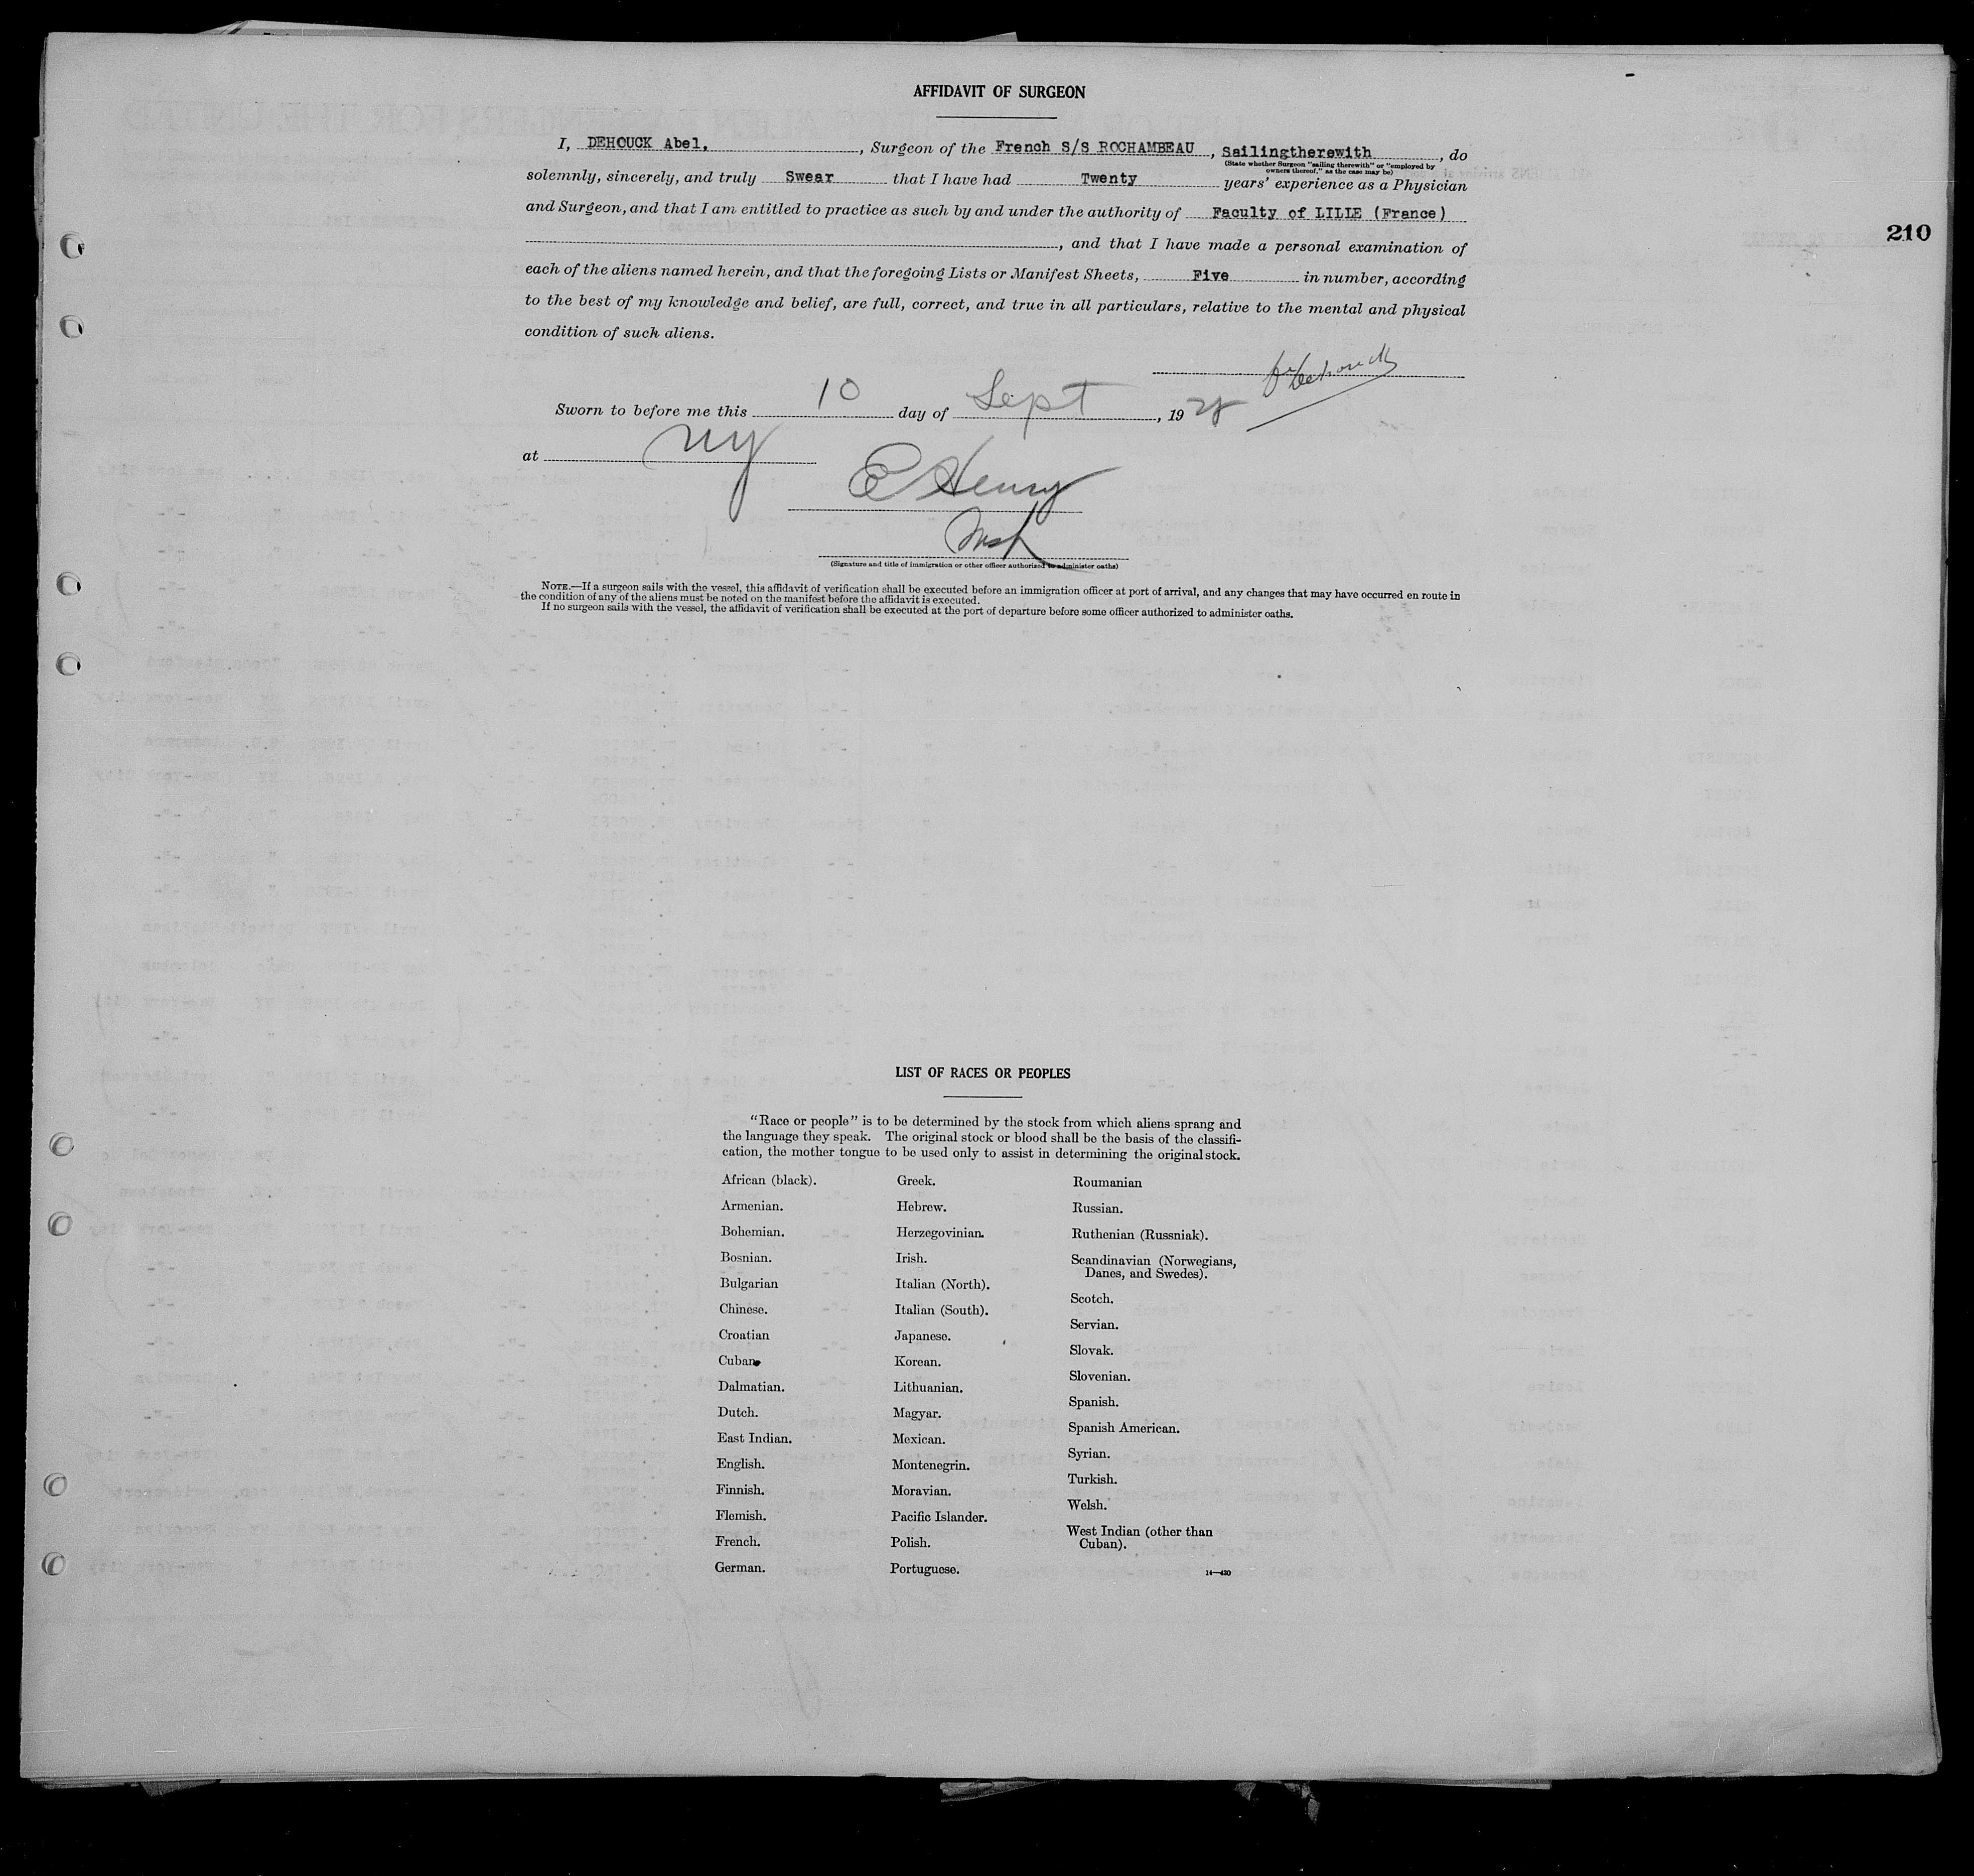 AFFIDAVIT OF SURGEON
I, DEHOUCK Abel, , Surgeon of the French S/S ROCHAMBEAU , Sailingtherewith , do
(State whether Surgeon "sailing therewith" or "employed by
owners thereof," as the case may be)
solemnly, sincerely, and truly Swear that I have had Twenty years' experience as a Physician
and Surgeon, and that I am entitled to practice as such by and under the authority of Faculty of LILLE (France)
, and that I have made a personal examination of
210
each of the aliens named herein, and that the foregoing Lists or Manifest Sheets, Five in number, according
to the best of my knowledge and belief, are full, correct, and true in all particulars, relative to the mental and physical
condition of such aliens.
Dr Dehouck
Sworn to before me this 10 day of Sept , 1928
at NY
E Henry
Insp
(Signature and title of immigration or other officer authorized to administer oaths)
NOTE.—If a surgeon sails with the vessel, this affidavit of verification shall be executed before an immigration officer at port of arrival, and any changes that may have occurred en route in
the condition of any of the aliens must be noted on the manifest before the affidavit is executed.
If no surgeon sails with the vessel, the affidavit of verification shall be executed at the port of departure before some officer authorized to administer oaths.
LIST OF RACES OR PEOPLES
"Race or people" is to be determined by the stock from which aliens sprang and
the language they speak. The original stock or blood shall be the basis of the classifi-
cation, the mother tongue to be used only to assist in determining the original stock.
African (black).
Armenian.
Bohemian.
Bosnian.
Bulgarian
Chinese.
Croatian
Cuban.
Dalmatian.
Dutch.
East Indian.
English.
Finnish.
Flemish.
French.
German.
Greek.
Hebrew.
Herzegovinian.
Irish.
Italian (North).
Italian (South).
Japanese.
Korean.
Lithuanian.
Magyar.
Mexican.
Montenegrin.
Moravian.
Pacific Islander.
Polish.
Portuguese.
Roumanian
Russian.
Ruthenian (Russniak).
Scandinavian (Norwegians,
Danes, and Swedes).
Scotch.
Servian.
Slovak.
Slovenian.
Spanish.
Spanish American.
Syrian.
Turkish.
Welsh.
West Indian (other than
Cuban).
14—430